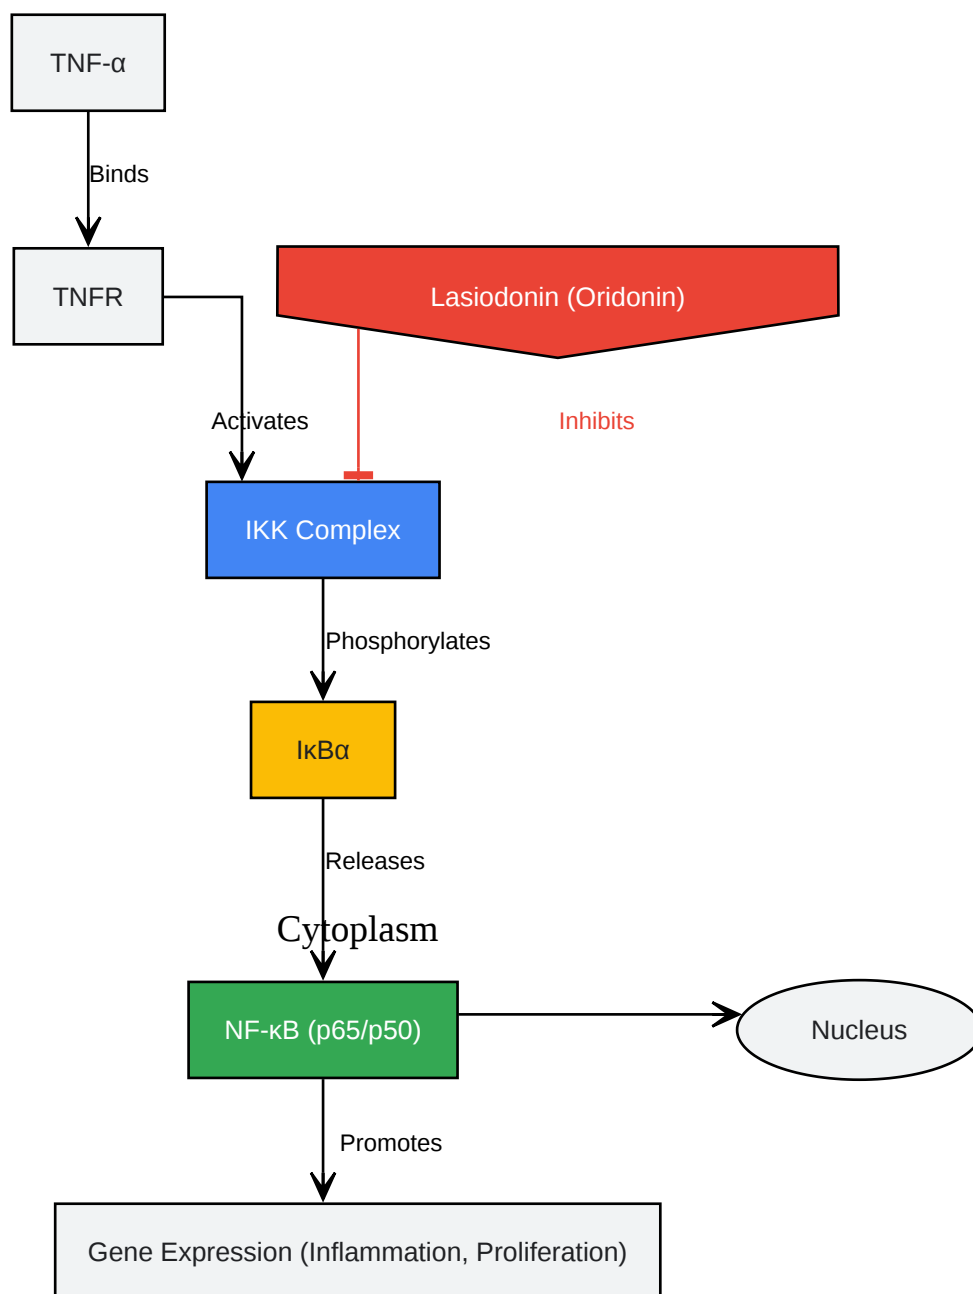 TNF-α
Binds
TNFR
Lasiodonin (Oridonin)
Activates
Inhibits
IKK Complex
Phosphorylates
IκBα
Releases
Cytoplasm
NF-κB (p65/p50)
Nucleus
Promotes
Gene Expression (Inflammation, Proliferation)